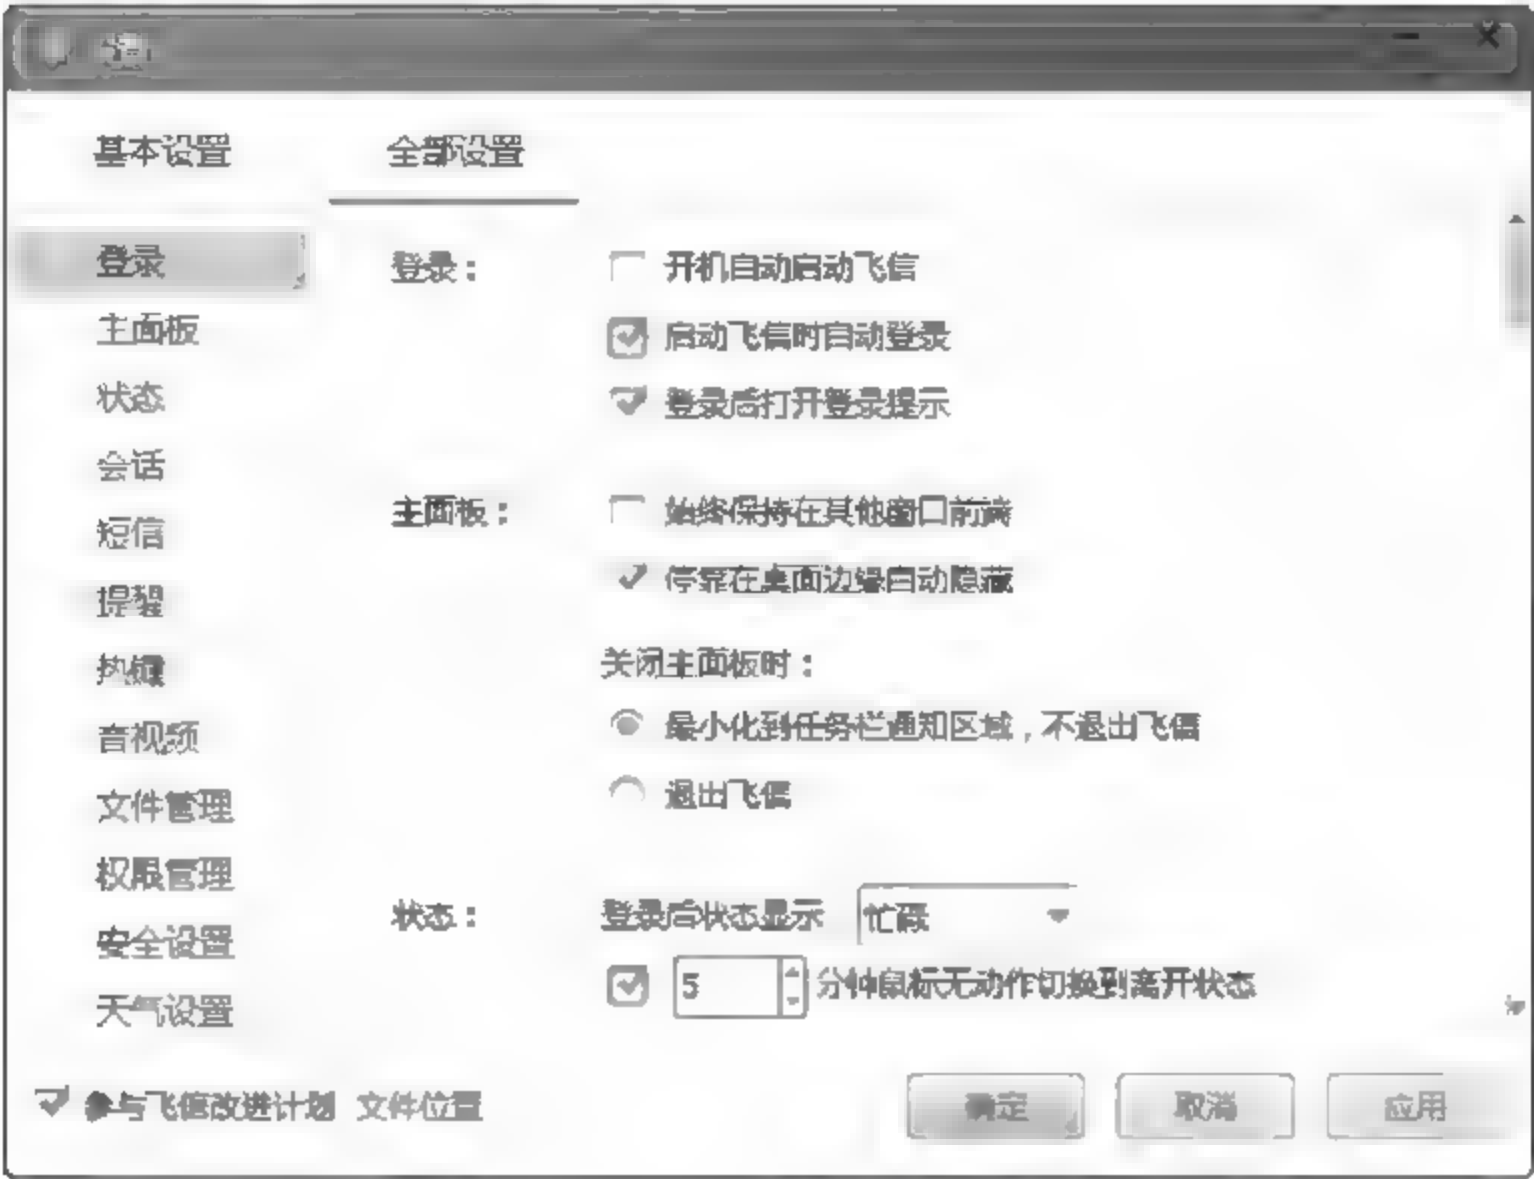 基本设置 全部设置
登录
主面板
状态
会话
短信
提醒
热键
音视频
文件管理
权限管理
安全设置
天气设置
登录：
开机自动启动飞信
启动飞信时自动登录
登录后打开登录提示
主面板：
始终保持在其他窗口前端
停靠在桌面边缘自动隐藏
关闭主面板时：
最小化到任务栏通知区域，不退出飞信
退出飞信
状态：
登录后状态显示 忙碌
5 分钟鼠标无动作切换到离开状态
参与飞信改进计划 文件位置
确定 取消 应用